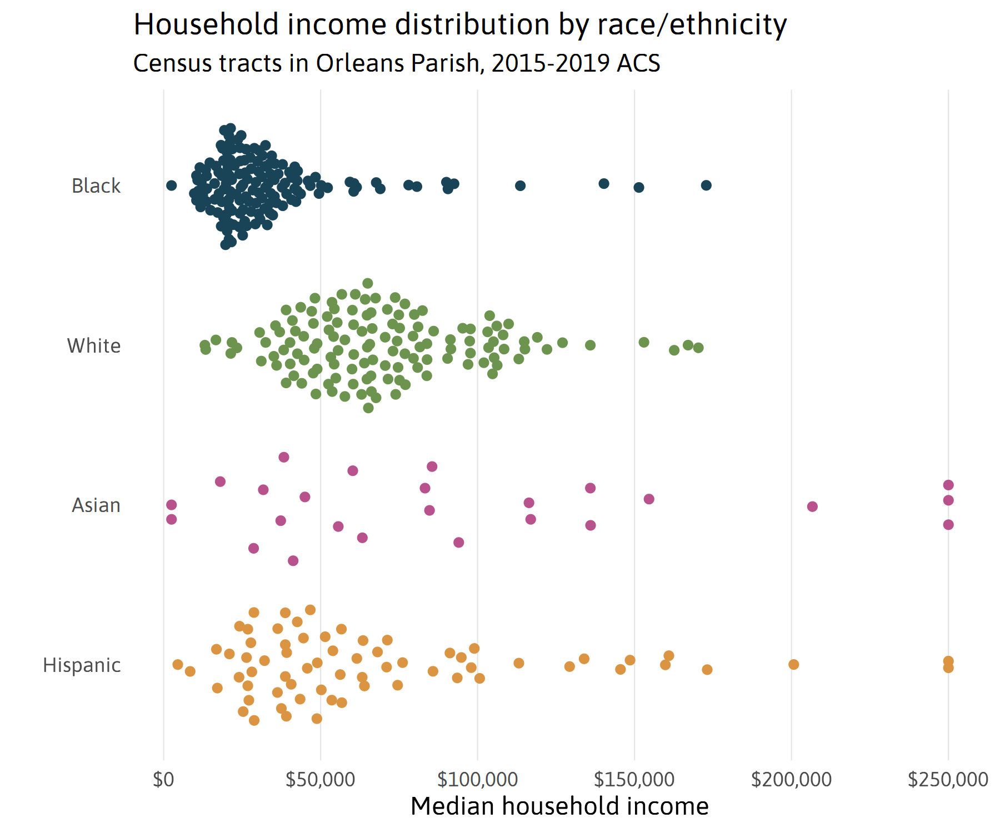 Household income distribution by race/ethnicity
Census tracts in Orleans Parish, 2015-2019 ACS
Black
White
Asian
Hispanic
$0 $50,000 $100,000 $150,000 $200,000 $250,000
Median household income